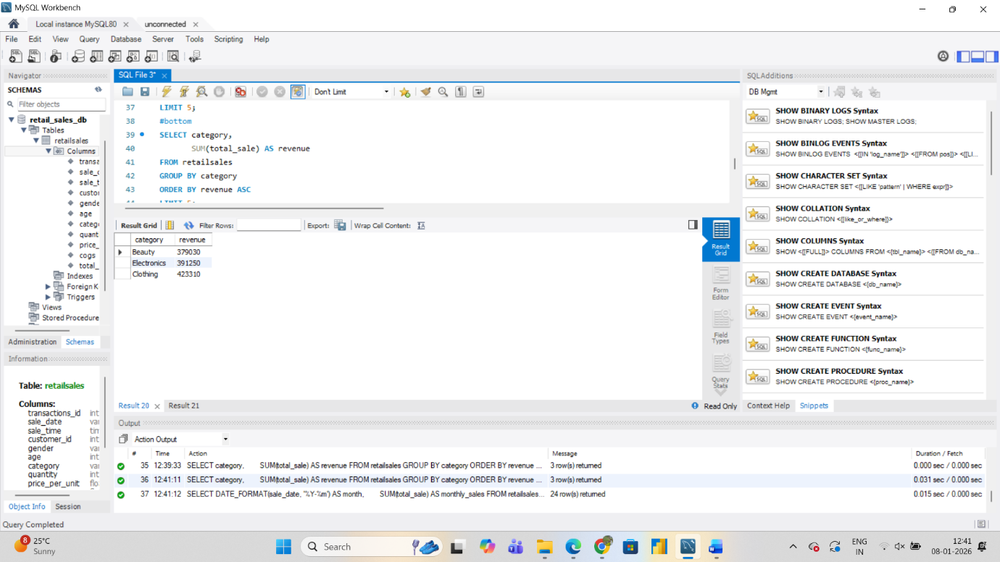 MySQL Workbench
Local instance MySQL80
unconnected
File Edit View Query Database Server Tools Scripting Help
Navigator
SCHEMAS
Filter objects
retail_sales_db
Tables
retailsales
Columns
transa
sale_c
sale_t
custor
gende
age
catego
quant
price_
cogs
total_
Indexes
Foreign K
Triggers
Views
Stored Procedure
Administration Schemas
Information
Table: retailsales
Columns:
transactions_id int
sale_date var
sale_time tim
customer_id int
gender var
age int
category var
quantity int
price_per_unit flo
Object Info Session
Query Completed
SQL File 3*
Don't Limit
37 LIMIT 5;
38 #bottom
39 SELECT category,
40 SUM(total_sale) AS revenue
41 FROM retailsales
42 GROUP BY category
43 ORDER BY revenue ASC
44 LIMIT 5;
Result Grid Filter Rows: Export: Wrap Cell Content:
category revenue
Beauty 379030
Electronics 391250
Clothing 423310
Result Grid
Form Editor
Field Types
Query Stats
Result 20 Result 21
Read Only
Output
Action Output
# Time Action Message Duration / Fetch
35 12:39:33 SELECT category, SUM(total_sale) AS revenue FROM retailsales GROUP BY category ORDER BY revenue ... 3 row(s) returned 0.000 sec / 0.000 sec
36 12:41:11 SELECT category, SUM(total_sale) AS revenue FROM retailsales GROUP BY category ORDER BY revenue ... 3 row(s) returned 0.031 sec / 0.000 sec
37 12:41:12 SELECT DATE_FORMAT(sale_date, '%Y-%m') AS month, SUM(total_sale) AS monthly_sales FROM retailsales... 24 row(s) returned 0.015 sec / 0.000 sec
SQLAdditions
DB Mgmt
SHOW BINARY LOGS Syntax
SHOW BINARY LOGS; SHOW MASTER LOGS;
SHOW BINLOG EVENTS Syntax
SHOW BINLOG EVENTS <{[IN 'log_name']}> <{[FROM pos]}> <{[LI...
SHOW CHARACTER SET Syntax
SHOW CHARACTER SET <{[LIKE 'pattern' | WHERE expr]}>
SHOW COLLATION Syntax
SHOW COLLATION <{[like_or_where]}>
SHOW COLUMNS Syntax
SHOW <{[FULL]}> COLUMNS FROM <{tbl_name}> <{[FROM db_na...
SHOW CREATE DATABASE Syntax
SHOW CREATE DATABASE <{db_name}>
SHOW CREATE EVENT Syntax
SHOW CREATE EVENT <{event_name}>
SHOW CREATE FUNCTION Syntax
SHOW CREATE FUNCTION <{func_name}>
SHOW CREATE PROCEDURE Syntax
SHOW CREATE PROCEDURE <{proc_name}>
Context Help Snippets
8
25°C
Sunny
Search
ENG
IN
12:41
08-01-2026